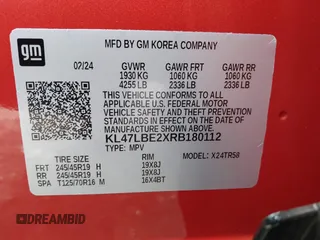 gm
MFD BY GM KOREA COMPANY
02/24 GVWR GAWR FRT GAWR RR
1930 KG 1060 KG 1060 KG
4255 LB 2336 LB 2336 LB
THIS VEHICLE CONFORMS TO ALL
APPLICABLE U.S. FEDERAL MOTOR
VEHICLE SAFETY, BUMPER, AND THEFT
PREVENTION STANDARDS IN EFFECT ON
THE DATE OF MANUFACTURE SHOWN ABOVE.
KL47LBE2XRB180112
TYPE: MPV MODEL: X24TR58
TIRE SIZE RIM
FRT 245/45R19 H 19X8J
RR 245/45R19 H 19X8J
SPA T125/70R16 M 16X4BT
DREAMBID